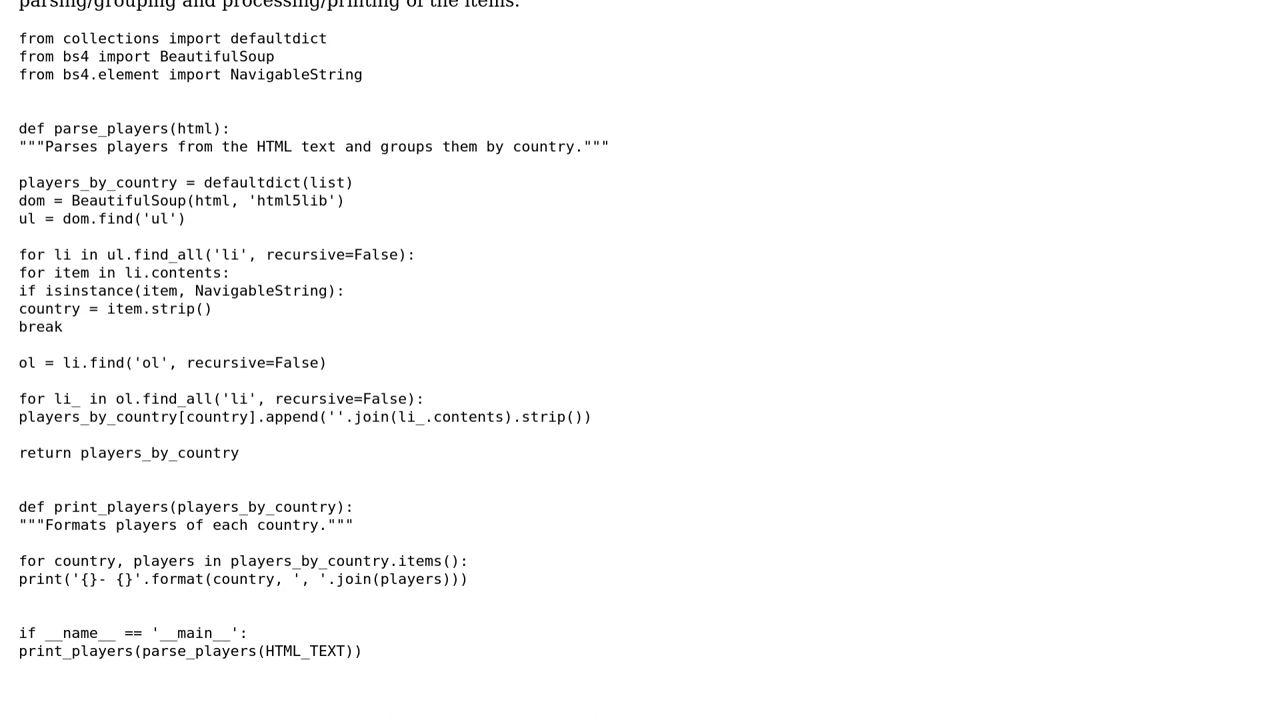 parsing/grouping and processing/printing of the items.
from collections import defaultdict
from bs4 import BeautifulSoup
from bs4.element import NavigableString
def parse_players(html):
"""Parses players from the HTML text and groups them by country."""
players_by_country = defaultdict(list)
dom = BeautifulSoup(html, 'html5lib')
ul = dom.find('ul')
for li in ul.find_all('li', recursive=False):
for item in li.contents:
if isinstance(item, NavigableString):
country = item.strip()
break
ol = li.find('ol', recursive=False)
for li_ in ol.find_all('li', recursive=False):
players_by_country[country].append(''.join(li_.contents).strip())
return players_by_country
def print_players(players_by_country):
"""Formats players of each country."""
for country, players in players_by_country.items():
print('{}- {}'.format(country, ', '.join(players)))
if __name__ == '__main__':
print_players(parse_players(HTML_TEXT))